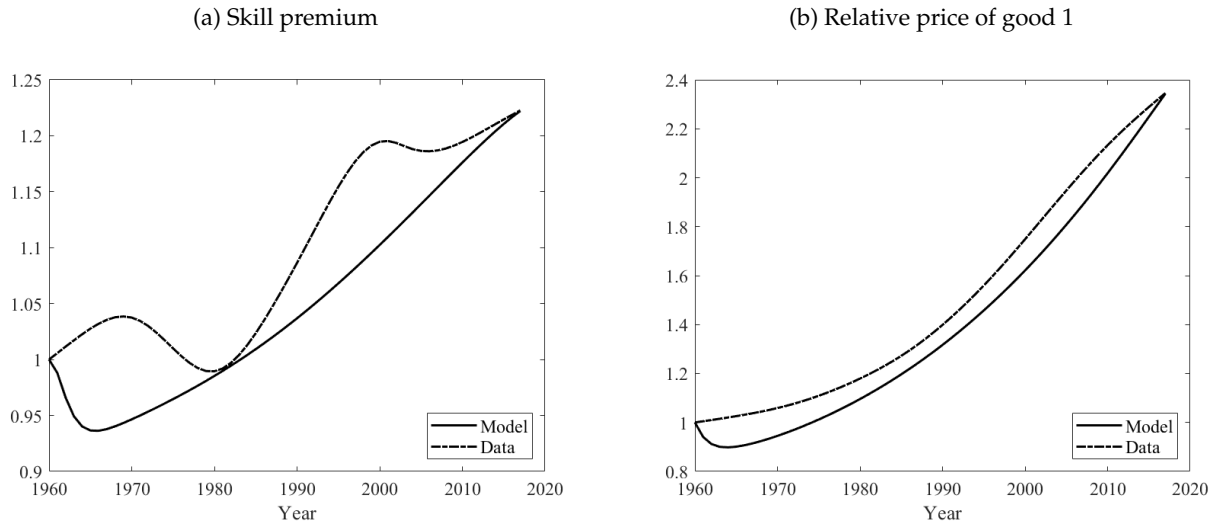 (a) Skill premium
1.25
1.2
1.15
1.1
1.05
1
0.95
0.9
1960 1970 1980 1990 2000 2010 2020
Year
Model
Data
(b) Relative price of good 1
2.4
2.2
2
1.8
1.6
1.4
1.2
1
0.8
1960 1970 1980 1990 2000 2010 2020
Year
Model
Data